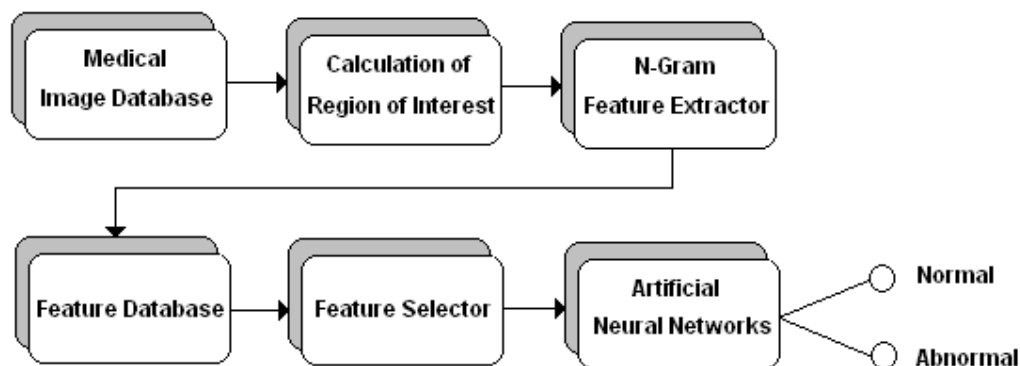 Medical
Image Database
Calculation of
Region of Interest
N-Gram
Feature Extractor
Feature Database
Feature Selector
Artificial
Neural Networks
Normal
Abnormal